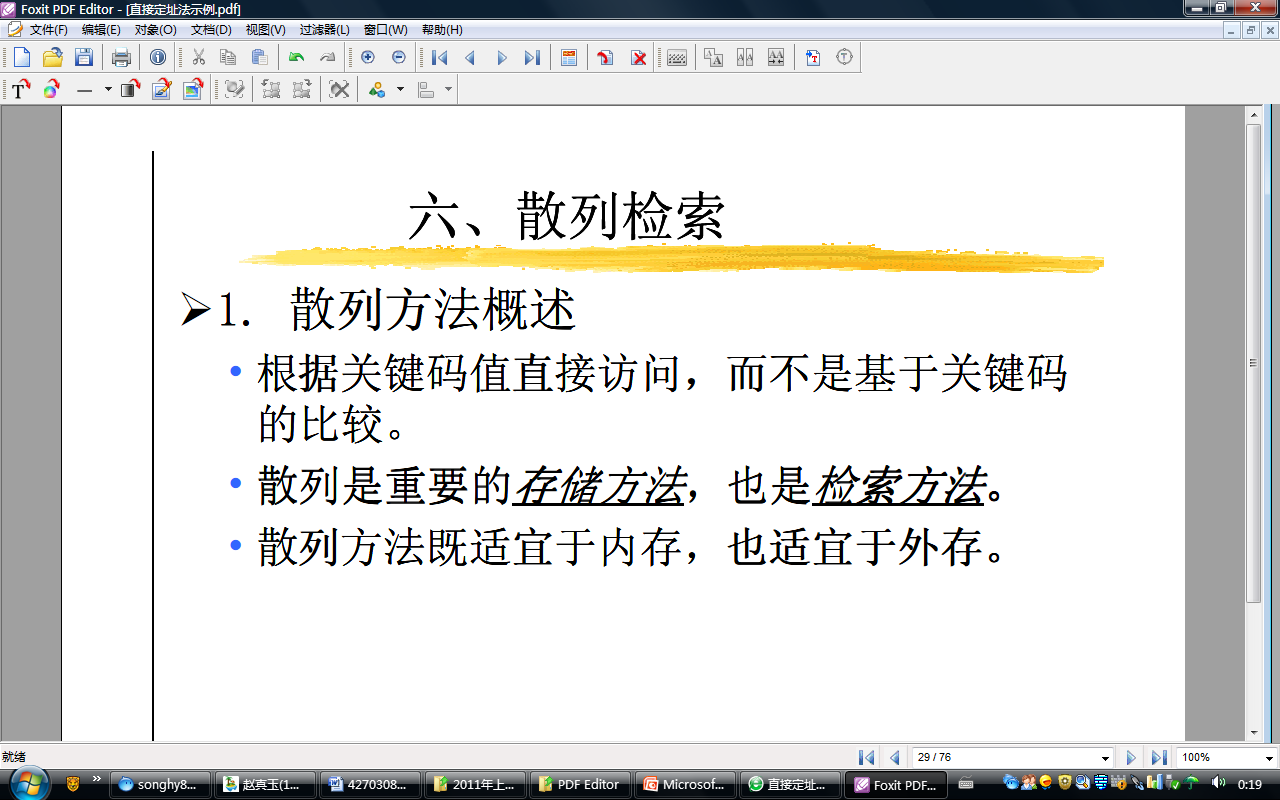 Foxit PDF Editor - [直接定址法示例.pdf]
文件(F) 编辑(E) 对象(O) 文档(D) 视图(V) 过滤器(L) 窗口(W) 帮助(H)
六、散列检索
1. 散列方法概述
• 根据关键码值直接访问，而不是基于关键码
的比较。
• 散列是重要的存储方法，也是检索方法。
• 散列方法既适宜于内存，也适宜于外存。
就绪
29 / 76
100%
songhy8... 赵真玉(1... 4270308... 2011年上... PDF Editor Microsof... 直接定址... Foxit PDF... 0:19